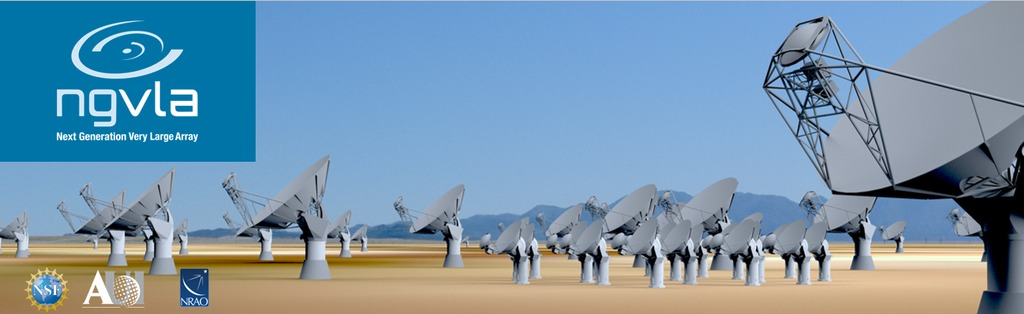 ngvla
Next Generation Very Large Array
NSF
AUI
NRAO